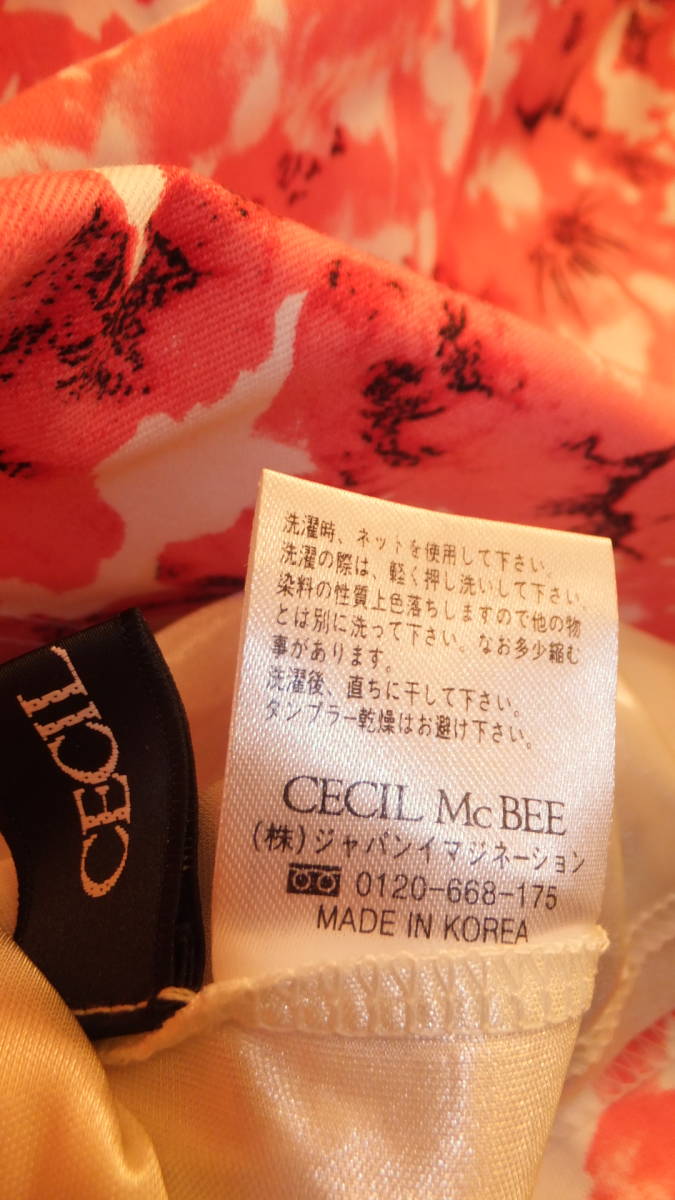 洗濯時、ネットを使用して下さい。
洗濯の際は、軽く押し洗いして下さい。
染料の性質上色落ちしますので他の物
とは別に洗って下さい。なお多少縮む
事があります。
洗濯後、直ちに干して下さい。
タンブラー乾燥はお避け下さい。
CECIL McBEE
(株)ジャパンイマジネーション
0120-668-175
MADE IN KOREA
CECIL